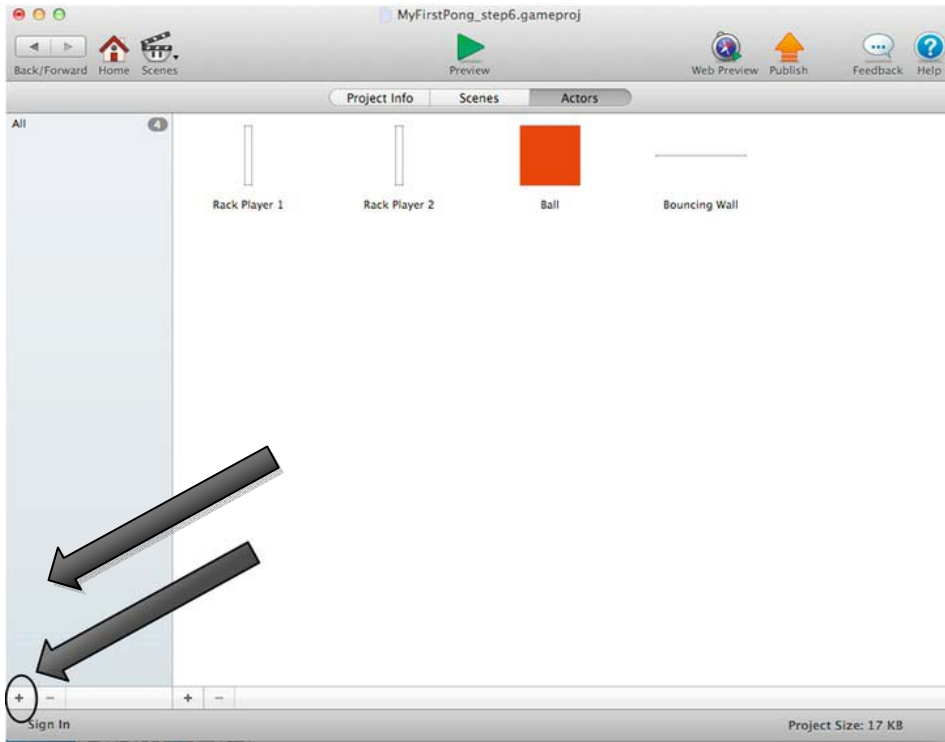 MyFirstPong_step6.gameproj
Back/Forward Home Scenes Preview Web Preview Publish Feedback Help
Project Info Scenes Actors
All 4
Rack Player 1 Rack Player 2 Ball Bouncing Wall
+ − + −
Sign In Project Size: 17 KB